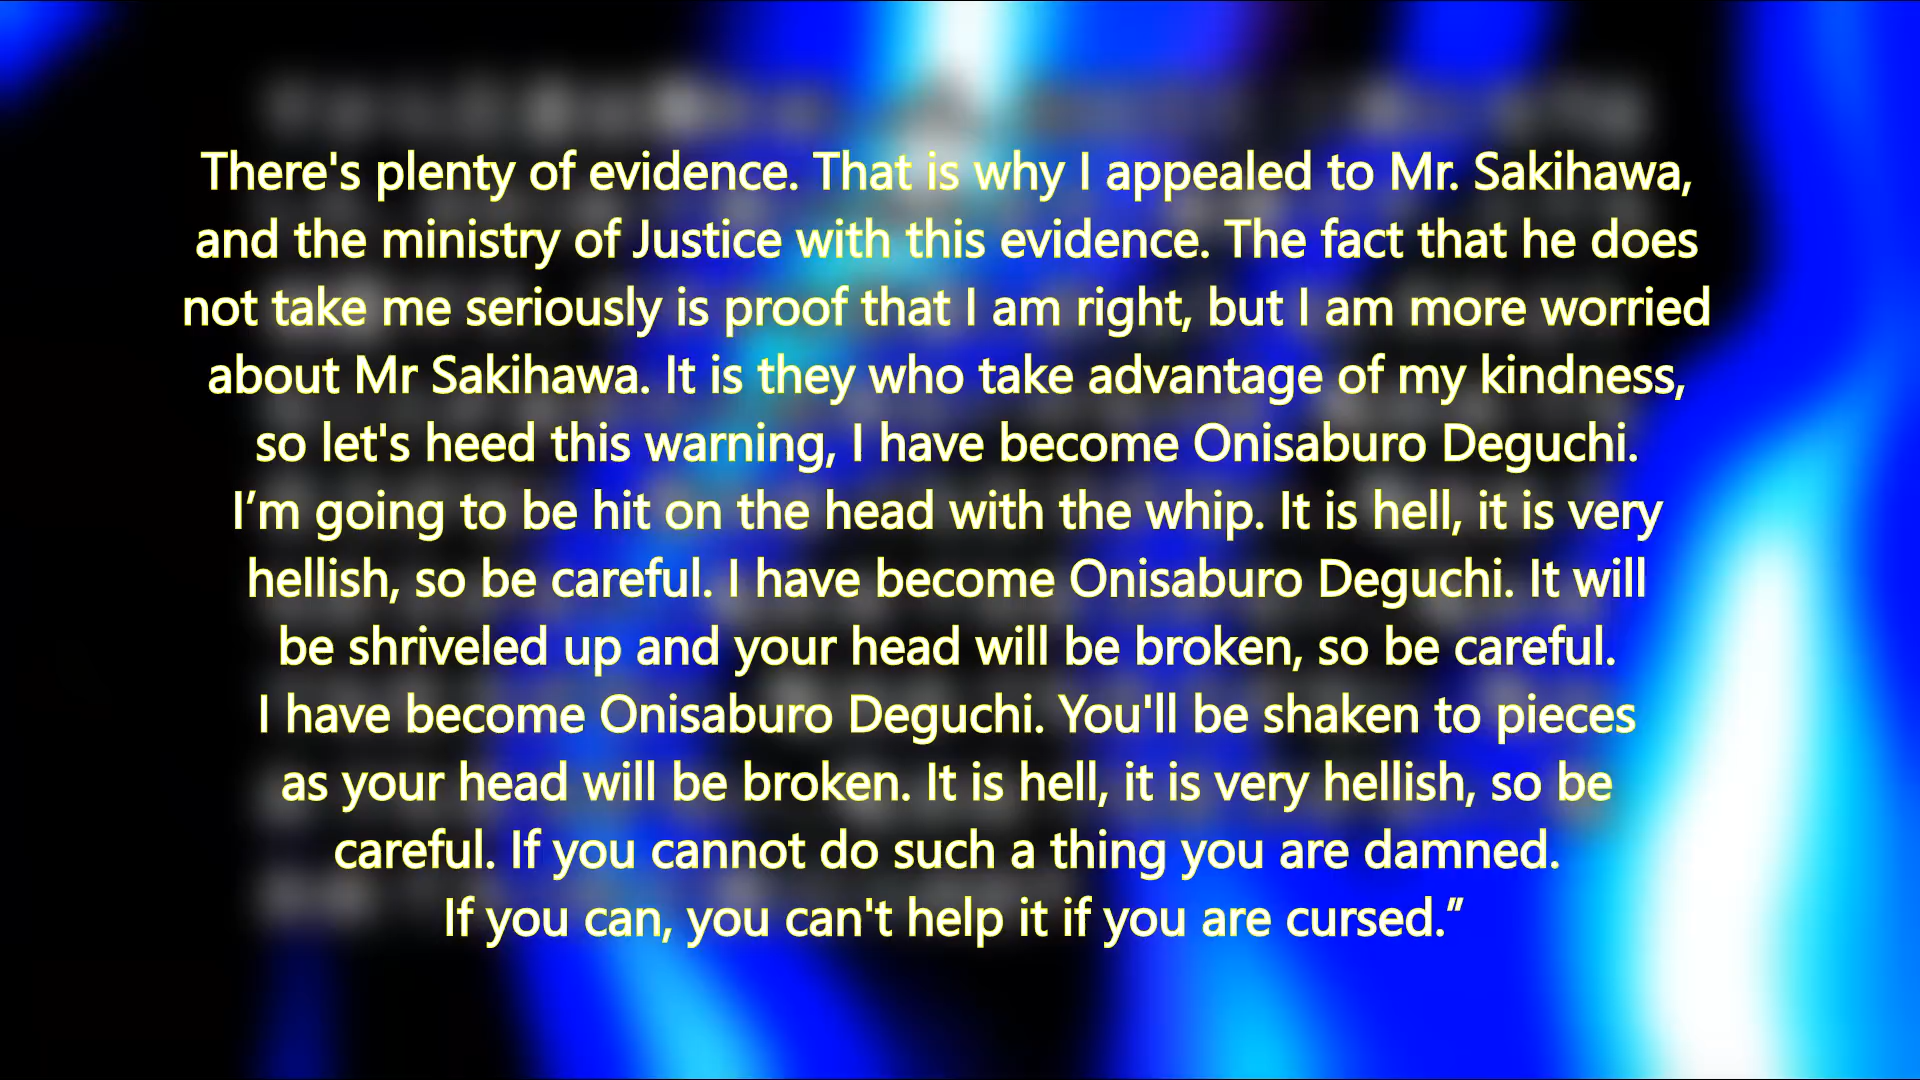 There's plenty of evidence. That is why I appealed to Mr. Sakihawa,
and the ministry of Justice with this evidence. The fact that he does
not take me seriously is proof that I am right, but I am more worried
about Mr Sakihawa. It is they who take advantage of my kindness,
so let's heed this warning, I have become Onisaburo Deguchi.
I’m going to be hit on the head with the whip. It is hell, it is very
hellish, so be careful. I have become Onisaburo Deguchi. It will
be shriveled up and your head will be broken, so be careful.
I have become Onisaburo Deguchi. You'll be shaken to pieces
as your head will be broken. It is hell, it is very hellish, so be
careful. If you cannot do such a thing you are damned.
If you can, you can't help it if you are cursed.”